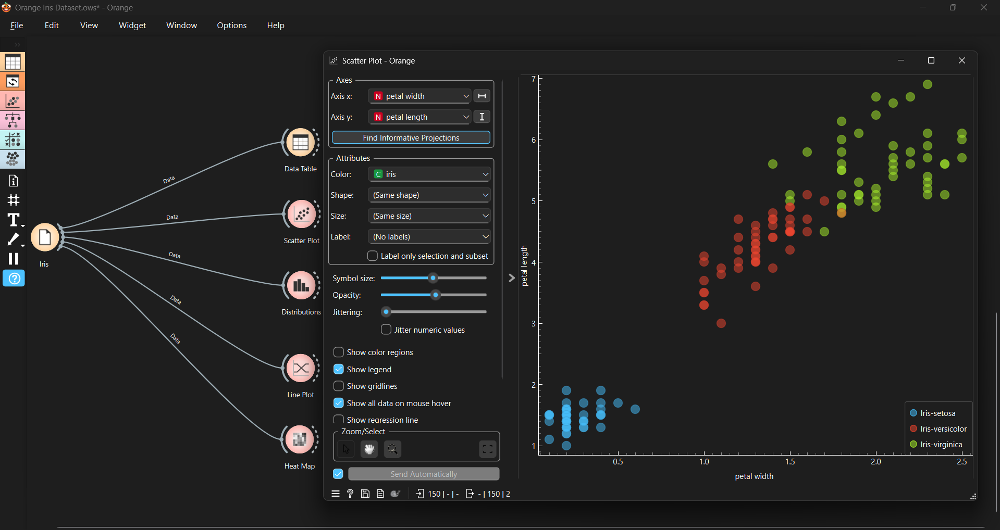 Orange Iris Dataset.ows* - Orange
File Edit View Widget Window Options Help
Data Table
Data
Scatter Plot
Data
Iris
Data
Distributions
Data
Line Plot
Data
Heat Map
Scatter Plot - Orange
Axes
Axis x: N petal width
Axis y: N petal length
Find Informative Projections
Attributes
Color: C iris
Shape: (Same shape)
Size: (Same size)
Label: (No labels)
Label only selection and subset
Symbol size:
Opacity:
Jittering:
Jitter numeric values
Show color regions
Show legend
Show gridlines
Show all data on mouse hover
Show regression line
Zoom/Select
Send Automatically
? 150 | - | - - | 150 | 2
7
6
5
4
3
2
1
petal length
0.5 1.0 1.5 2.0 2.5
petal width
Iris-setosa
Iris-versicolor
Iris-virginica